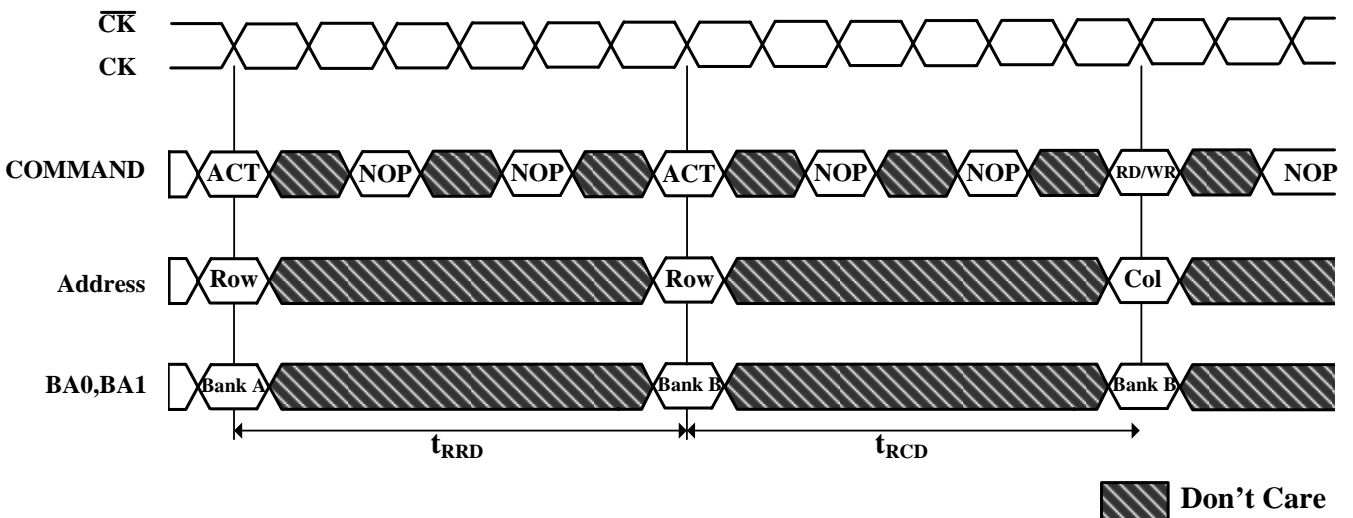 CK
CK
COMMAND ACT NOP NOP ACT NOP NOP RD/WR NOP
Address Row Row Col
BA0,BA1 Bank A Bank B Bank B
tRRD tRCD
Don't Care